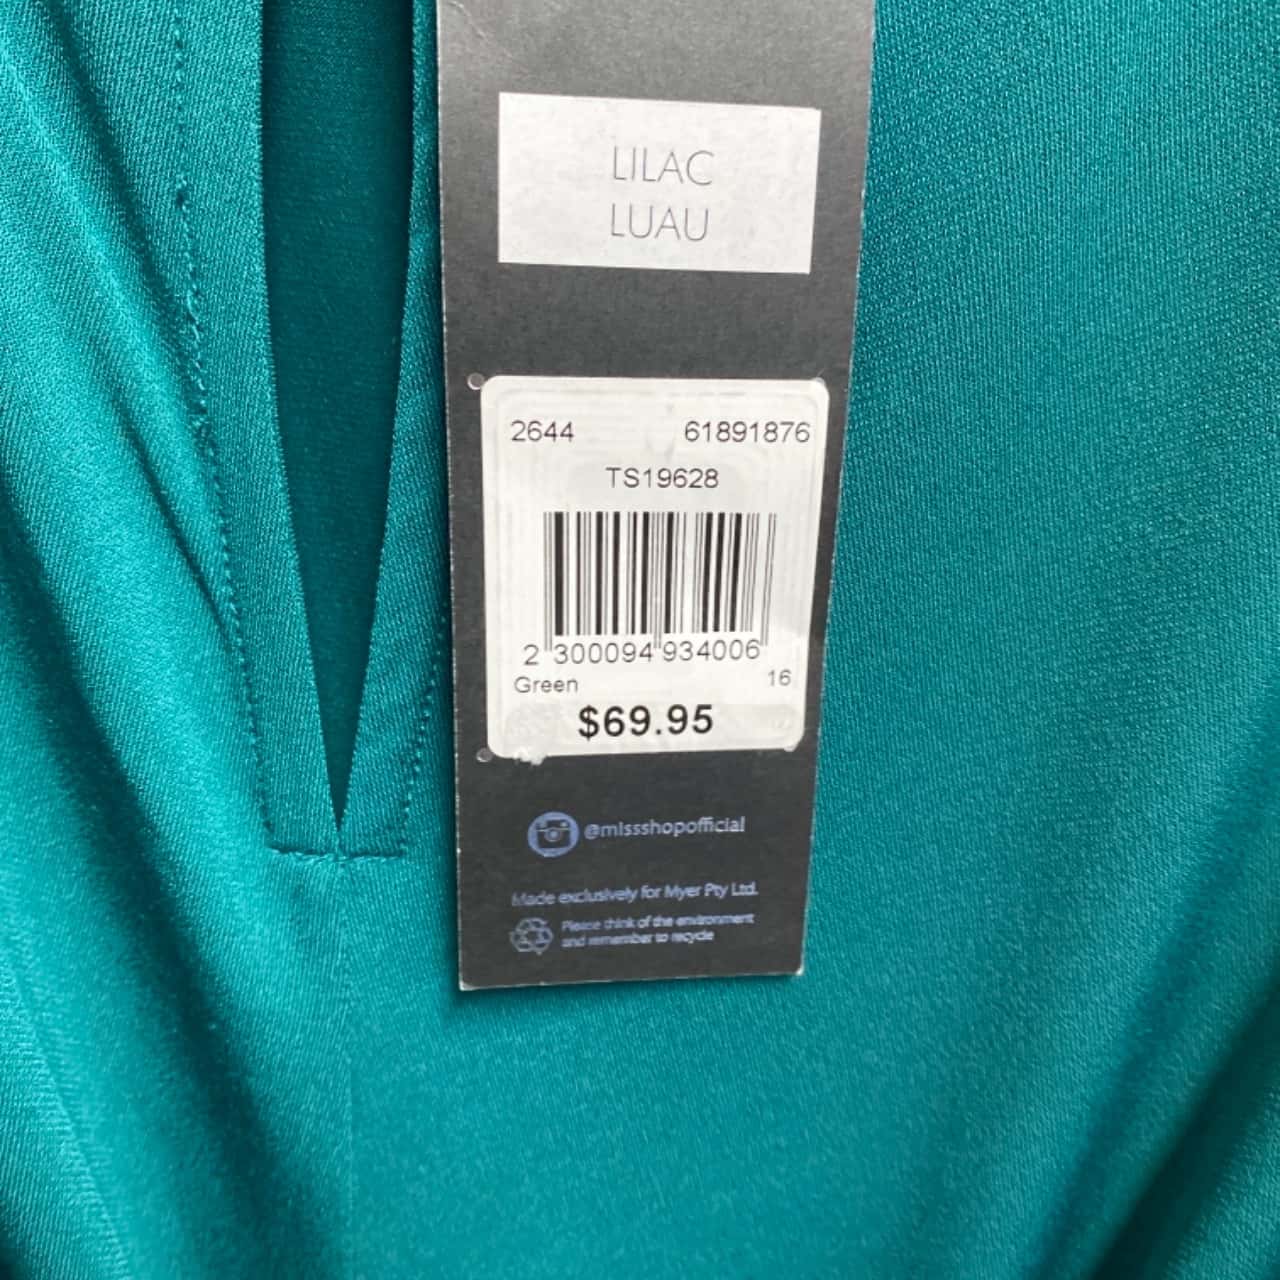 LILAC
LUAU
2644 61891876
TS19628
2 300094 934006
Green 16
$69.95
@missshopofficial
Made exclusively for Myer Pty Ltd.
Please think of the environment
and remember to recycle